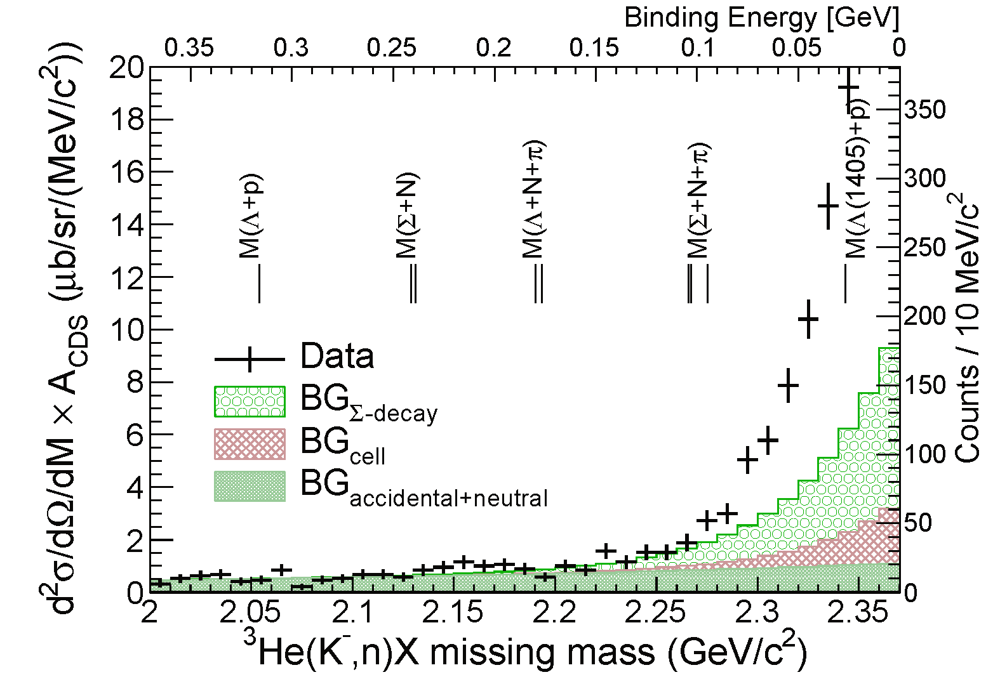 Binding Energy [GeV]
0.35 0.3 0.25 0.2 0.15 0.1 0.05 0
d²σ/dΩ/dM × A_CDS (μb/sr/(MeV/c²))
20
18
16
14
12
10
8
6
4
2
0
350
300
250
200
150
100
50
0
Counts / 10 MeV/c²
M(Λ+p)
M(Σ+N)
M(Λ+N+π)
M(Σ+N+π)
M(Λ(1405)+p)
Data
BG_Σ-decay
BG_cell
BG_accidental+neutral
2 2.05 2.1 2.15 2.2 2.25 2.3 2.35
³He(K⁻,n)X missing mass (GeV/c²)